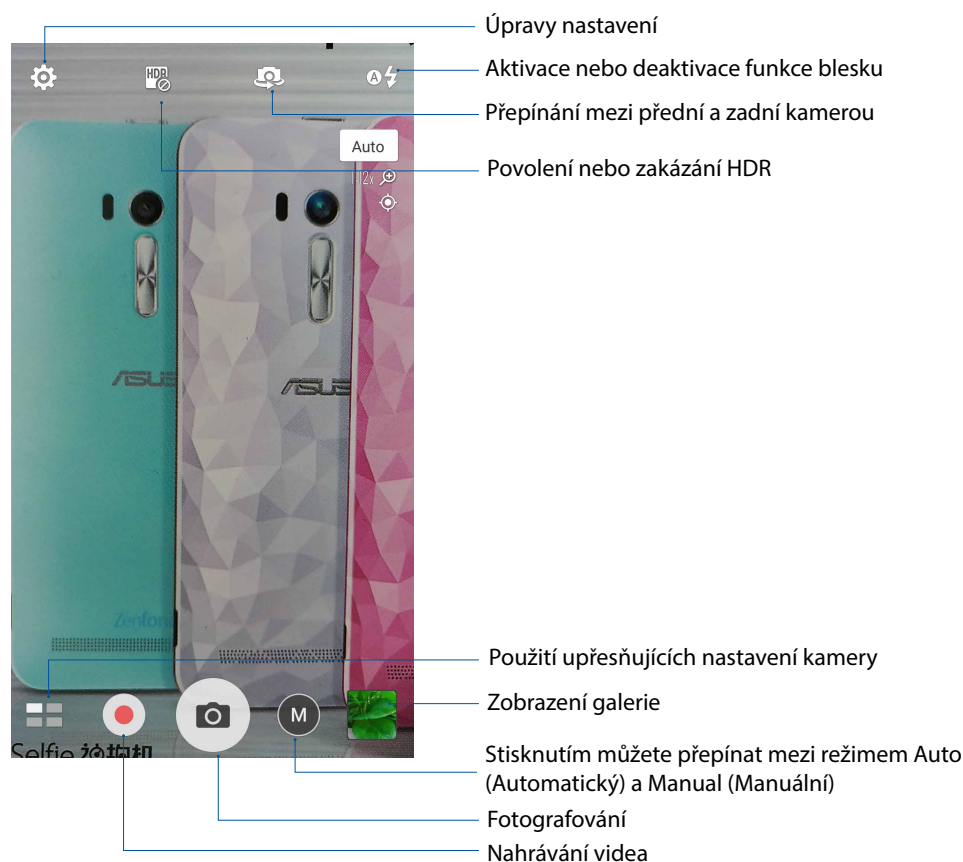 Úpravy nastavení
Aktivace nebo deaktivace funkce blesku
Přepínání mezi přední a zadní kamerou
Povolení nebo zakázání HDR
HDR
A
Auto
ASUS
Zenfon
Použití upřesňujících nastavení kamery
Zobrazení galerie
M
Selfie
Stisknutím můžete přepínat mezi režimem Auto
(Automatický) a Manual (Manuální)
Fotografování
Nahrávání videa